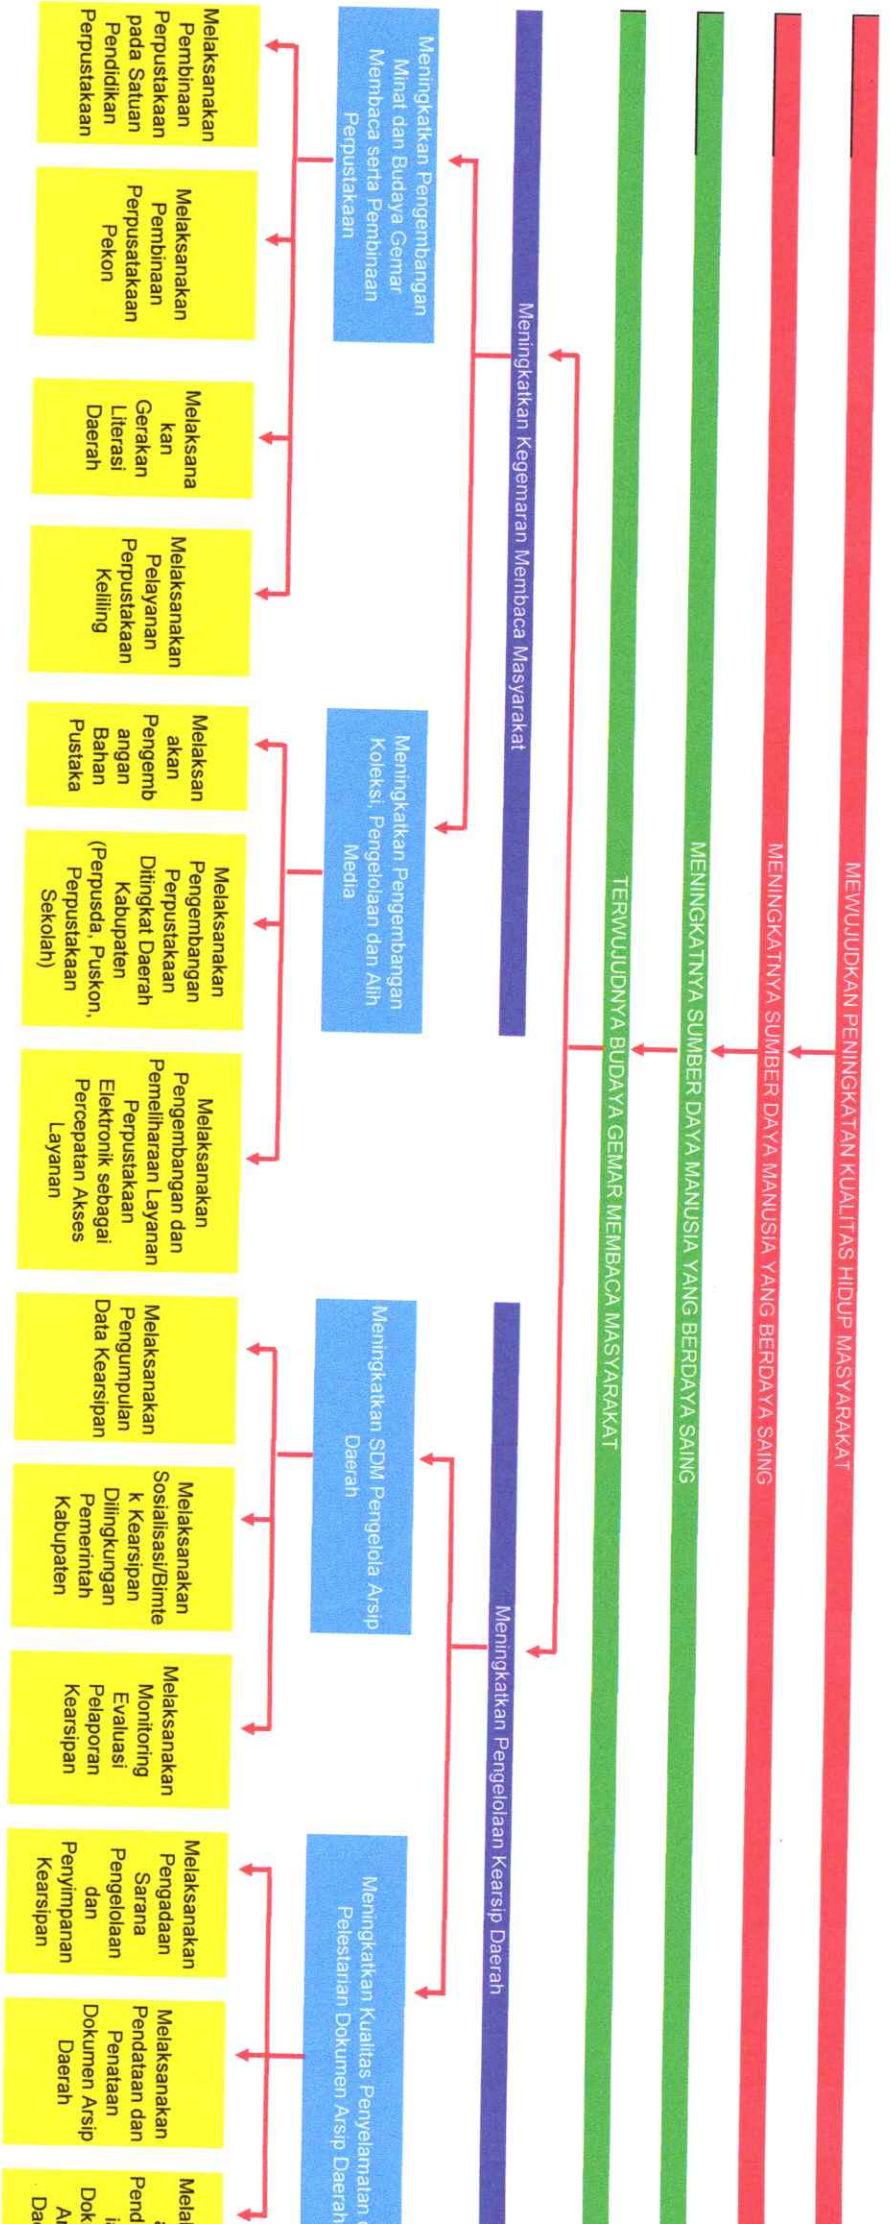 MEWUJUDKAN PENINGKATAN KUALITAS HIDUP MASYARAKAT
MENINGKATNYA SUMBER DAYA MANUSIA YANG BERDAYA SAING
MENINGKATNYA SUMBER DAYA MANUSIA YANG BERDAYA SAING
TERWUJUDNYA BUDAYA GEMAR MEMBACA MASYARAKAT
Meningkatkan Kegemaran Membaca Masyarakat
Meningkatkan Pengelolaan Kearsip Daerah
Meningkatkan Pengembangan
Minat dan Budaya Gemar
Membaca serta Pembinaan
Perpustakaan
Meningkatkan Pengembangan
Koleksi, Pengelolaan dan Alih
Media
Meningkatkan SDM Pengelola Arsip
Daerah
Meningkatkan Kualitas Penyelamatan
Pelestarian Dokumen Arsip Daerah
Melaksanakan
Pembinaan
Perpustakaan
pada Satuan
Pendidikan
Perpustakaan
Melaksanakan
Pembinaan
Perpusatakaan
Pekon
Melaksana
kan
Gerakan
Literasi
Daerah
Melaksanakan
Pelayanan
Perpustakaan
Keliling
Melaksan
akan
Pengemb
angan
Bahan
Pustaka
Melaksanakan
Pengembangan
Perpustakaan
Ditingkat Daerah
Kabupaten
(Perpusda, Puskon,
Perpustakaan
Sekolah)
Melaksanakan
Pengembangan dan
Pemeliharaan Layanan
Perpustakaan
Elektronik sebagai
Percepatan Akses
Layanan
Melaksanakan
Pengumpulan
Data Kearsipan
Melaksanakan
Sosialisasi/Bimte
k Kearsipan
Dilingkungan
Pemerintah
Kabupaten
Melaksanakan
Monitoring
Evaluasi
Pelaporan
Kearsipan
Melaksanakan
Pengadaan
Sarana
Pengelolaan
dan
Penyimpanan
Kearsipan
Melaksanakan
Pendataan dan
Penataan
Dokumen Arsip
Daerah